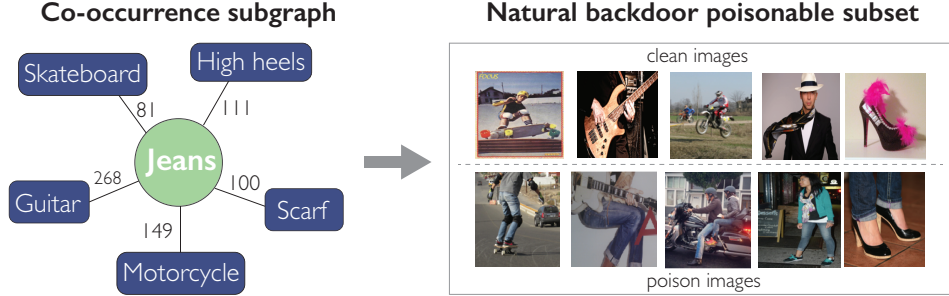 Co-occurrence subgraph
Natural backdoor poisonable subset
Skateboard
High heels
81
111
Jeans
268
100
Guitar
Scarf
149
Motorcycle
clean images
poison images